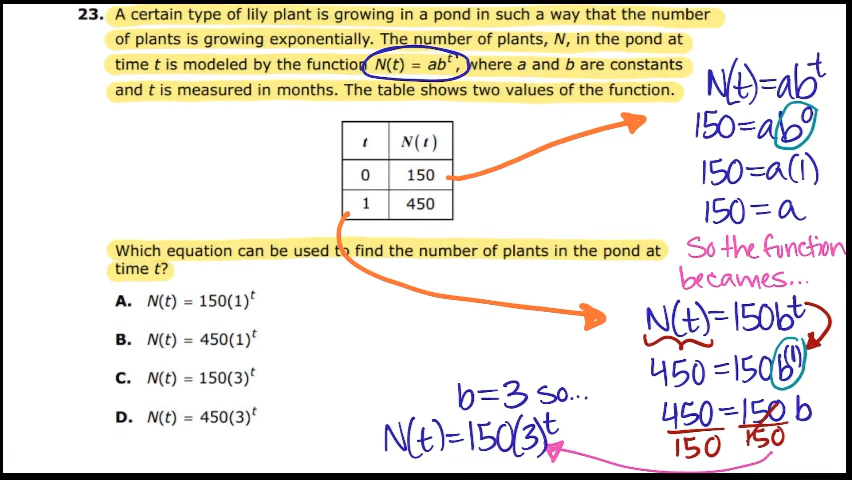 23. A certain type of lily plant is growing in a pond in such a way that the number
of plants is growing exponentially. The number of plants, N, in the pond at
time t is modeled by the function N(t) = ab^t, where a and b are constants
and t is measured in months. The table shows two values of the function.
t N(t)
0 150
1 450
Which equation can be used to find the number of plants in the pond at
time t?
A. N(t) = 150(1)^t
B. N(t) = 450(1)^t
C. N(t) = 150(3)^t
D. N(t) = 450(3)^t
N(t)=ab^t
150=ab^0
150=a(1)
150=a
So the function
becames...
N(t)=150b^t
450=150b^(1)
450=150b
150 150
b=3 so...
N(t)=150(3)^t